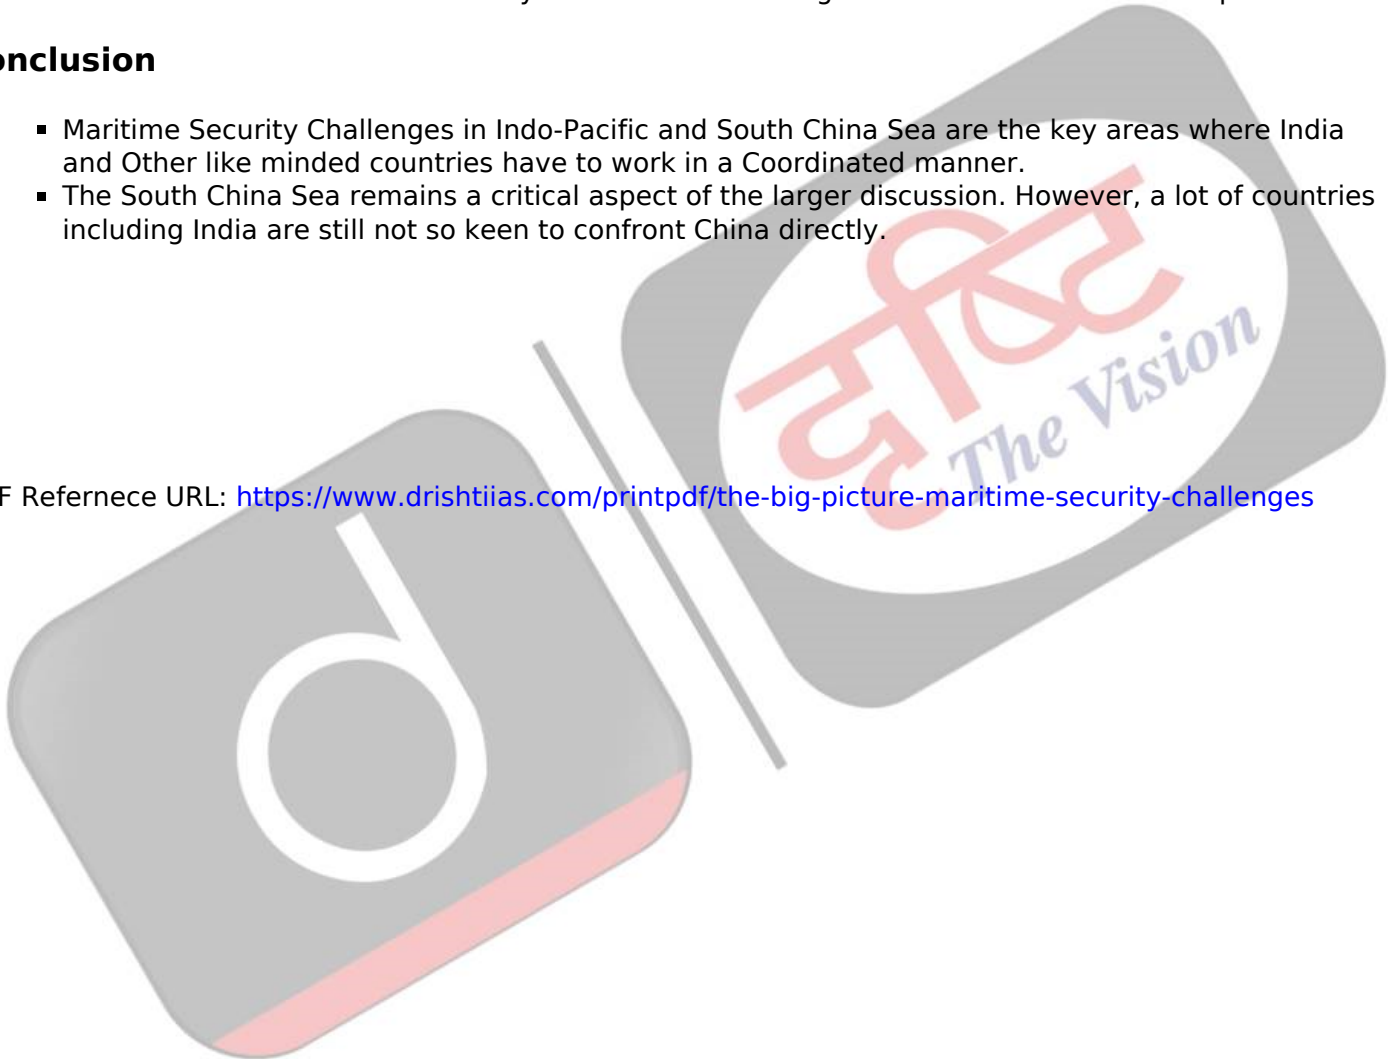 onclusion
▪ Maritime Security Challenges in Indo-Pacific and South China Sea are the key areas where India
and Other like minded countries have to work in a Coordinated manner.
▪ The South China Sea remains a critical aspect of the larger discussion. However, a lot of countries
including India are still not so keen to confront China directly.
दृष्टि
The Vision
F Refernece URL: https://www.drishtiias.com/printpdf/the-big-picture-maritime-security-challenges
d